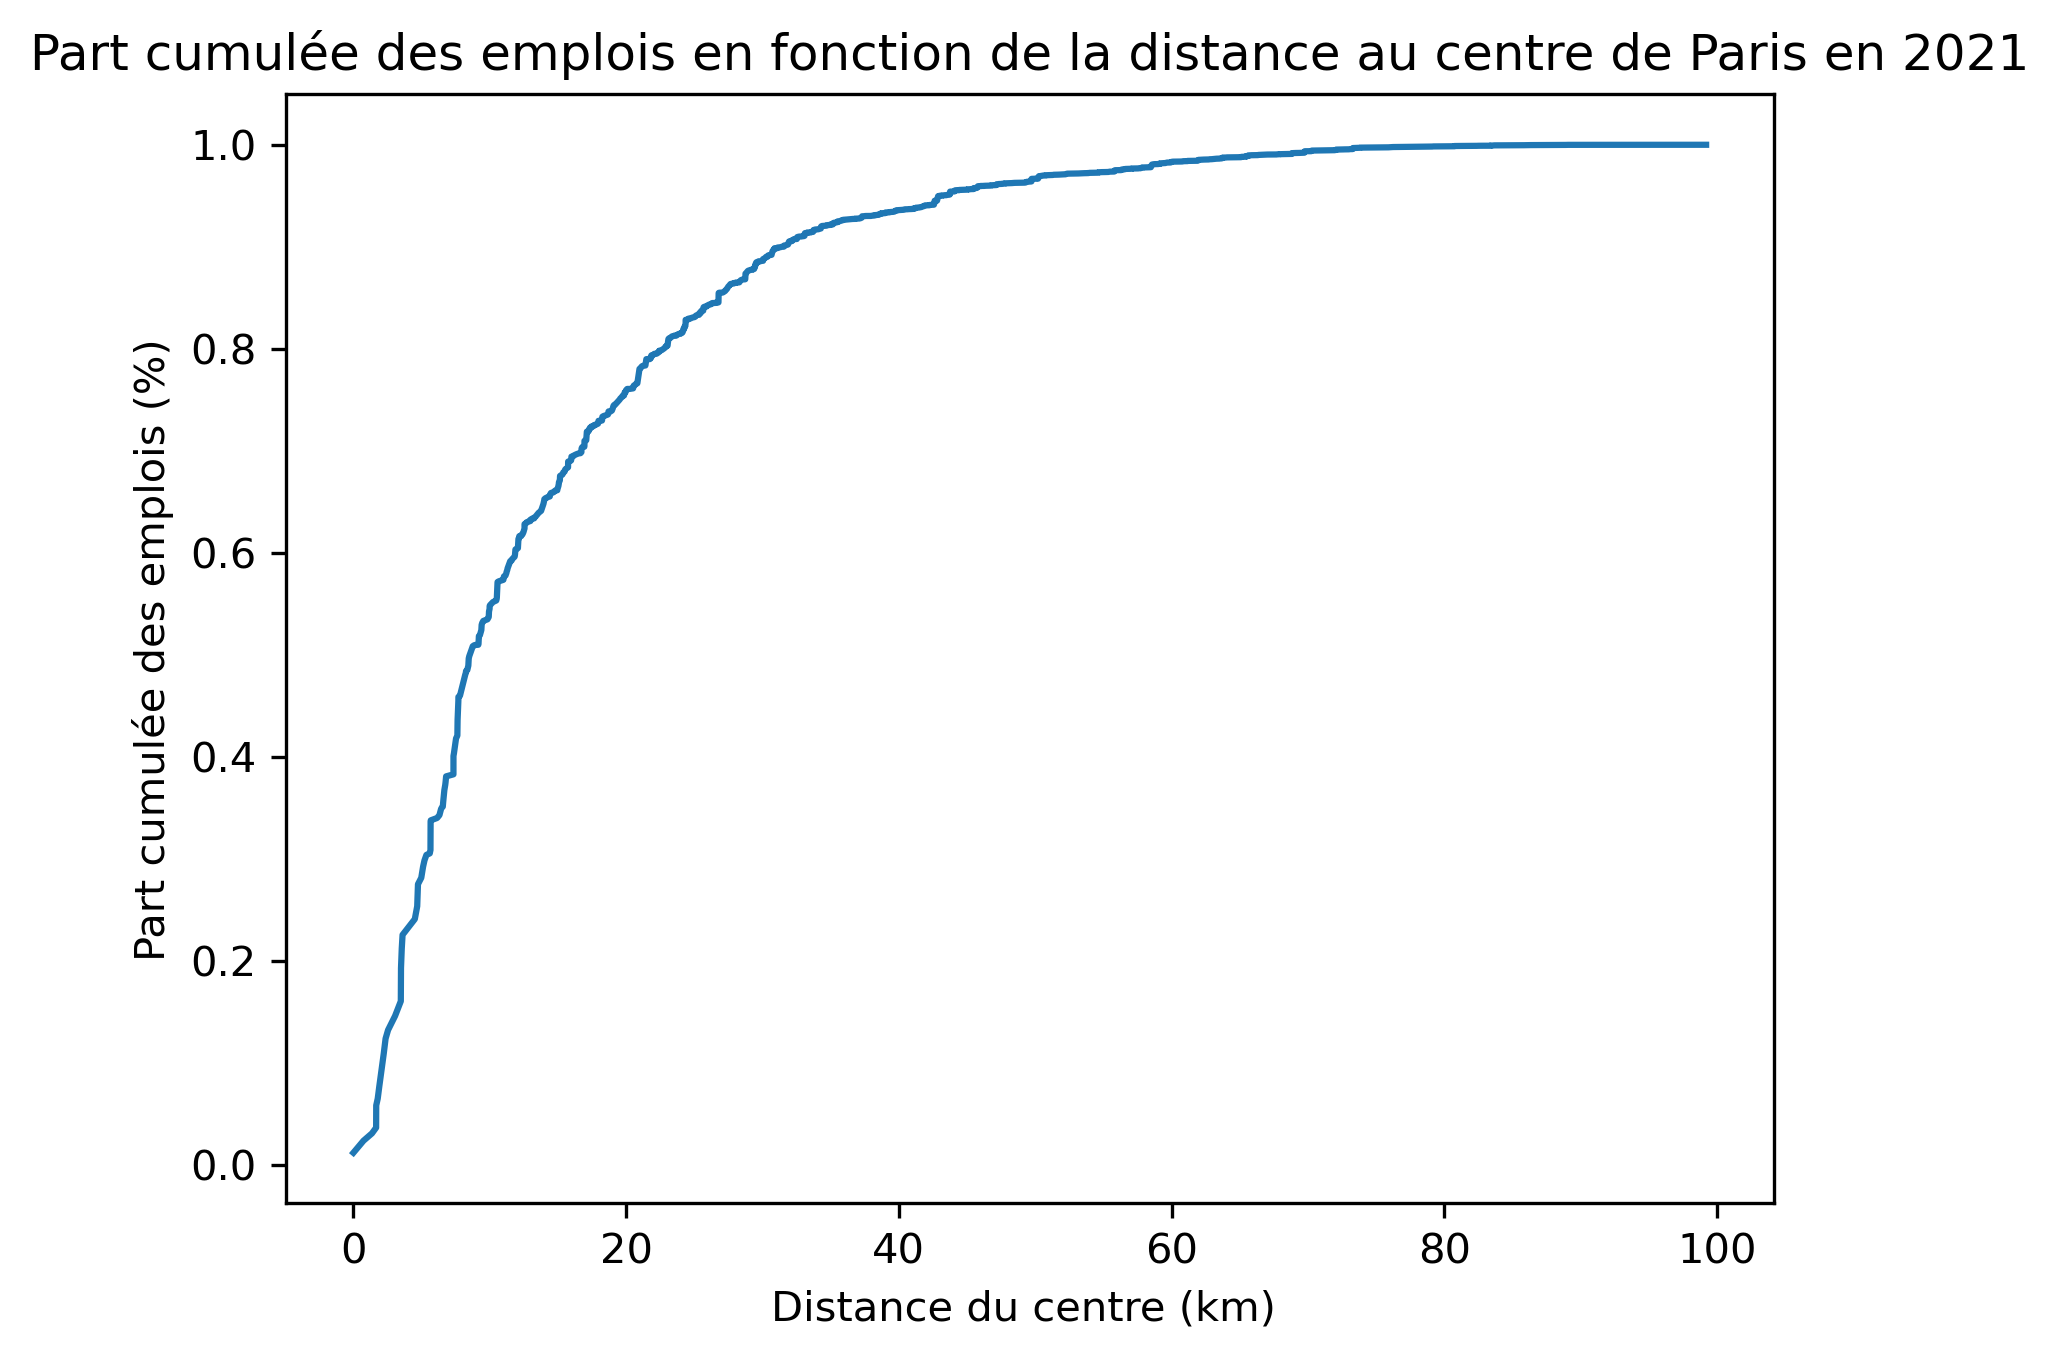 Part cumulée des emplois en fonction de la distance au centre de Paris en 2021
Part cumulée des emplois (%)
1.0
0.8
0.6
0.4
0.2
0.0
0 20 40 60 80 100
Distance du centre (km)